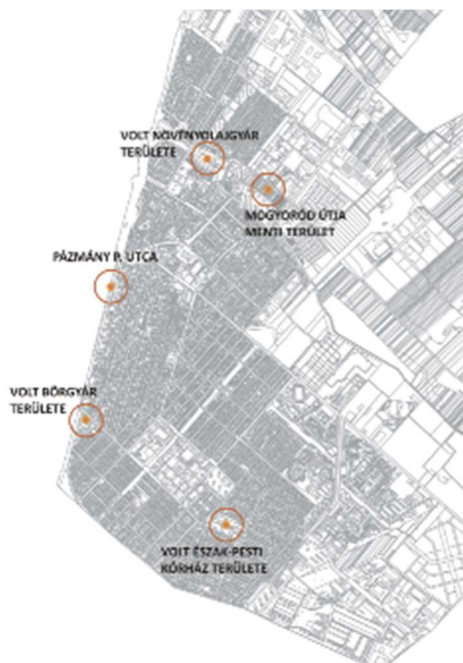 VOLT NÖVÉNYOLAJGYÁR
TERÜLETE
MOGYORÓD ÚTJA
MENTI TERÜLET
PÁZMÁNY P. UTCA
VOLT BŐRGYÁR
TERÜLETE
VOLT ÉSZAK-PESTI
KÓRHÁZ TERÜLETE